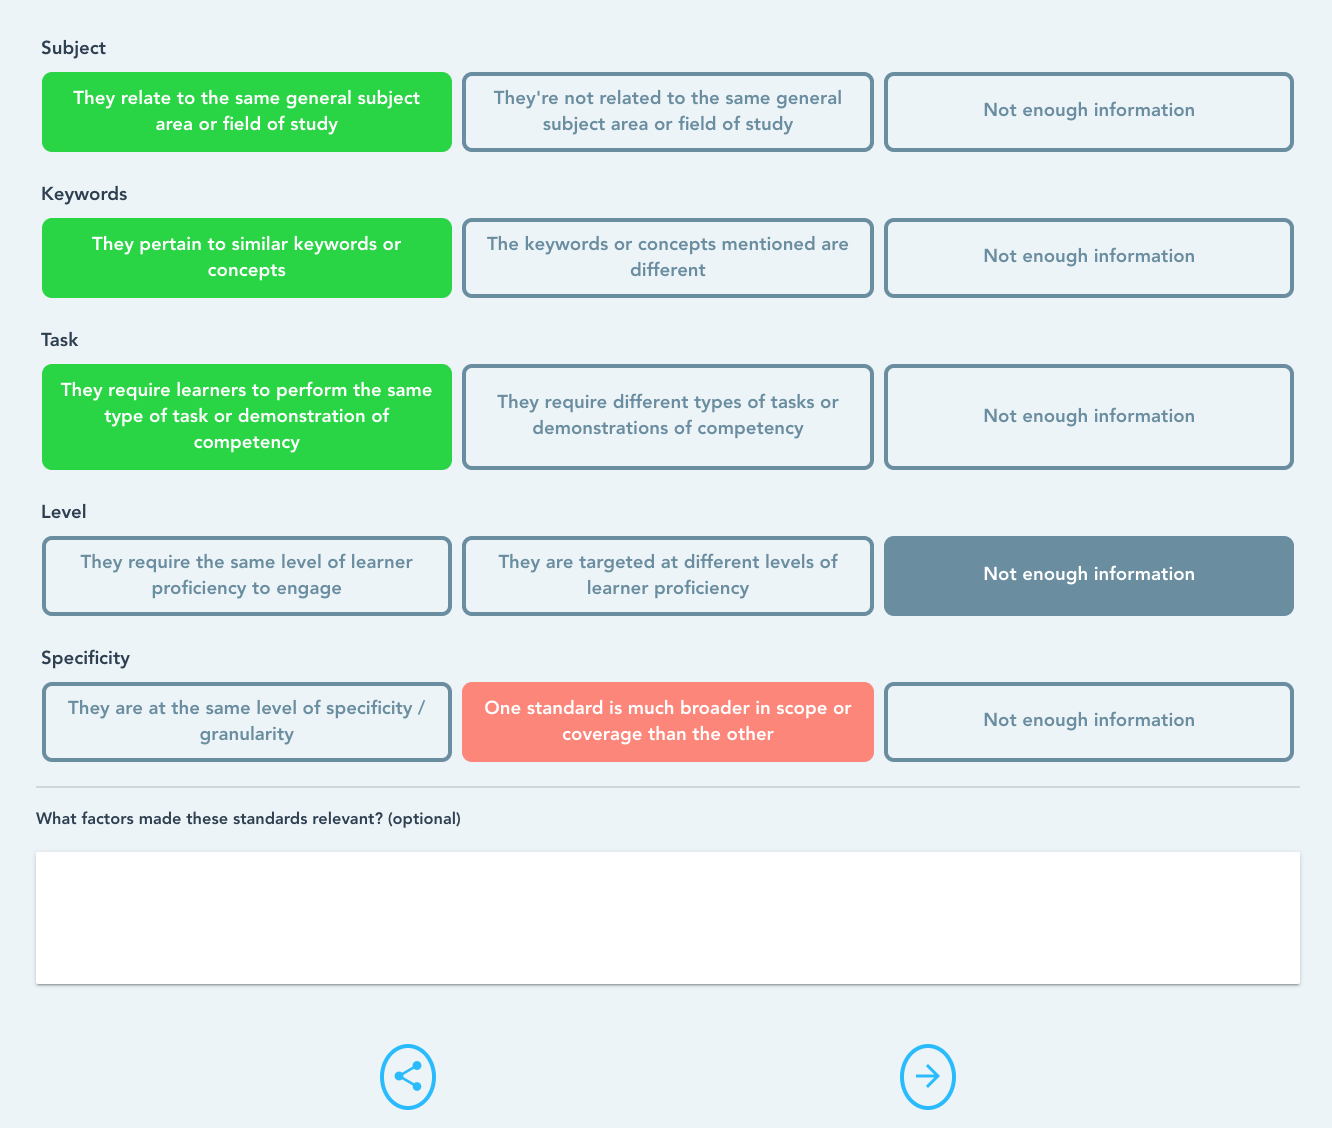 Subject
They relate to the same general subject
area or field of study
They're not related to the same general
subject area or field of study
Not enough information
Keywords
They pertain to similar keywords or
concepts
The keywords or concepts mentioned are
different
Not enough information
Task
They require learners to perform the same
type of task or demonstration of
competency
They require different types of tasks or
demonstrations of competency
Not enough information
Level
They require the same level of learner
proficiency to engage
They are targeted at different levels of
learner proficiency
Not enough information
Specificity
They are at the same level of specificity /
granularity
One standard is much broader in scope or
coverage than the other
Not enough information
What factors made these standards relevant? (optional)